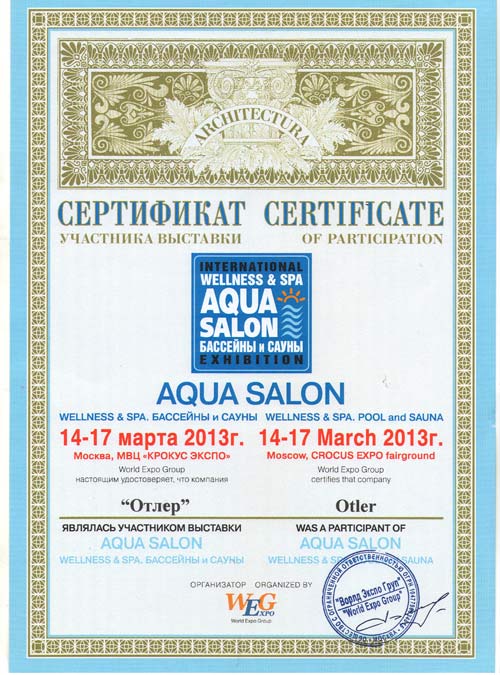 ARCHITECTURA
СЕРТИФИКАТ CERTIFICATE
УЧАСТНИКА ВЫСТАВКИ OF PARTICIPATION
INTERNATIONAL
WELLNESS & SPA
AQUA
SALON
БАССЕЙНЫ и САУНЫ
EXHIBITION
AQUA SALON
WELLNESS & SPA. БАССЕЙНЫ и САУНЫ WELLNESS & SPA. POOL and SAUNA
14-17 марта 2013г. 14-17 March 2013г.
Москва, МВЦ «КРОКУС ЭКСПО» Moscow, CROCUS EXPO fairground
World Expo Group World Expo Group
настоящим удостоверяет, что компания certifies that company
“Отлер” Otler
ЯВЛЯЛАСЬ УЧАСТНИКОМ ВЫСТАВКИ WAS A PARTICIPANT OF
AQUA SALON AQUA SALON
WELLNESS & SPA. БАССЕЙНЫ и САУНЫ WELLNESS & SPA. SAUNA
ОРГАНИЗАТОР ORGANIZED BY
WEG
EXPO
World Expo Group
ОБЩЕСТВО С ОГРАНИЧЕННОЙ ОТВЕТСТВЕННОСТЬЮ ОГРН
"Ворлд Экспо Груп"
"World Expo Group"
МОСКВА